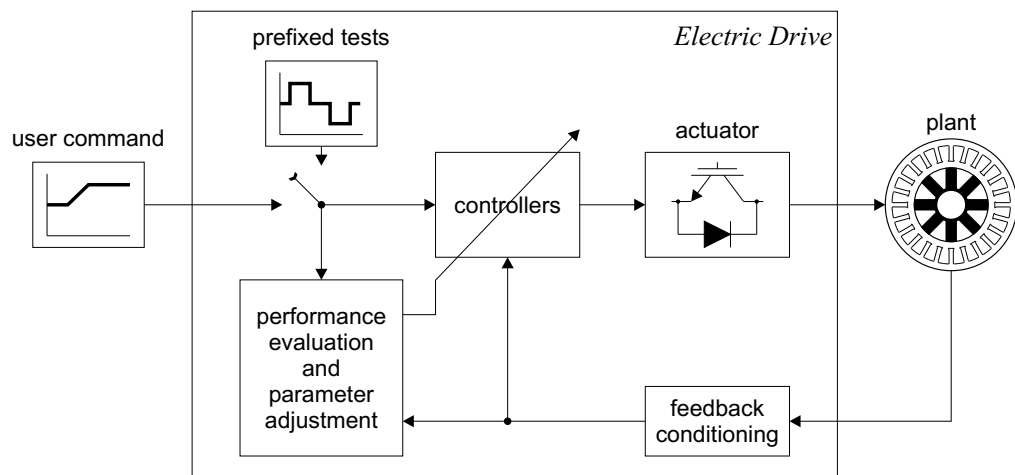 prefixed tests
Electric Drive
user command
actuator
plant
controllers
performance
evaluation
and
parameter
adjustment
feedback
conditioning